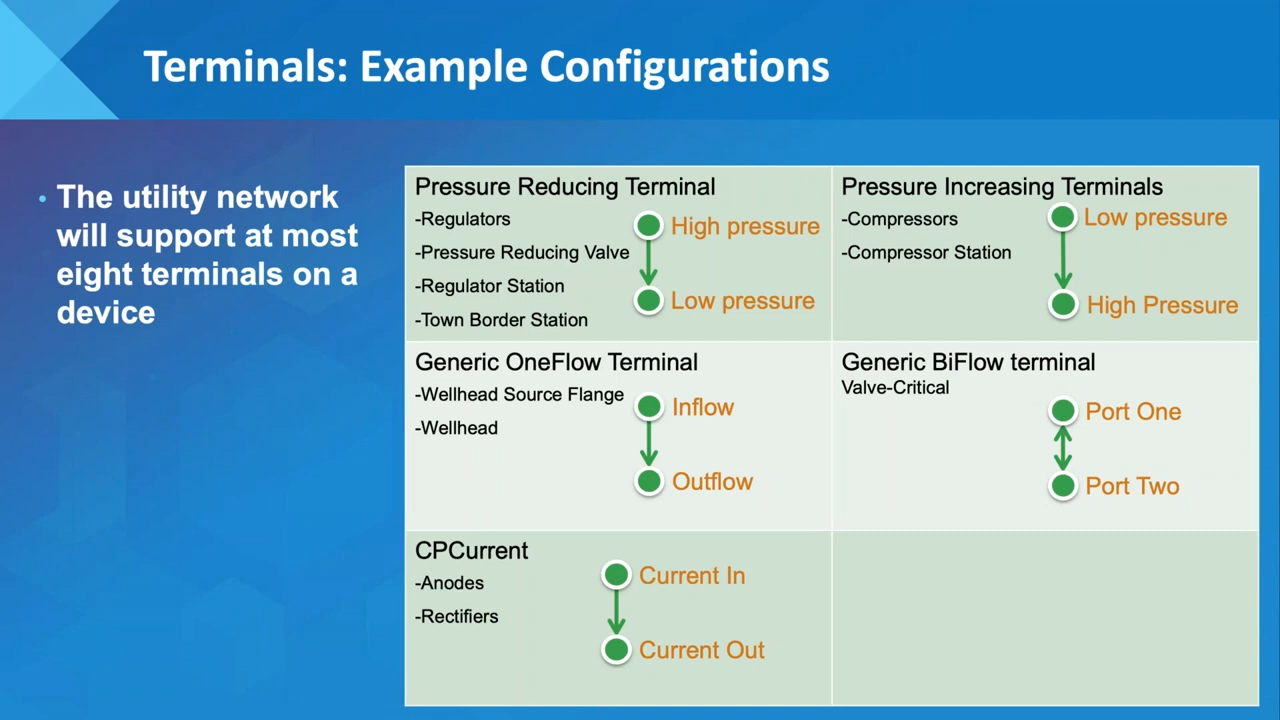 Terminals: Example Configurations
• The utility network
will support at most
eight terminals on a
device
Pressure Reducing Terminal
-Regulators
-Pressure Reducing Valve
-Regulator Station
-Town Border Station
High pressure
Low pressure
Pressure Increasing Terminals
-Compressors
-Compressor Station
Low pressure
High Pressure
Generic OneFlow Terminal
-Wellhead Source Flange
-Wellhead
Inflow
Outflow
Generic BiFlow terminal
Valve-Critical
Port One
Port Two
CPCurrent
-Anodes
-Rectifiers
Current In
Current Out